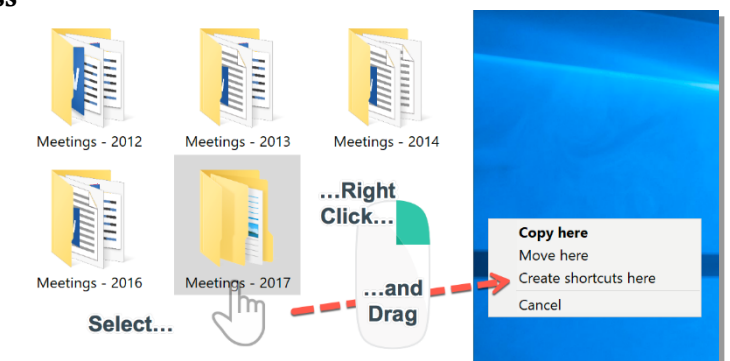 Meetings - 2012
Meetings - 2013
Meetings - 2014
Meetings - 2016
Meetings - 2017
Select...
...Right
Click...
...and
Drag
Copy here
Move here
Create shortcuts here
Cancel